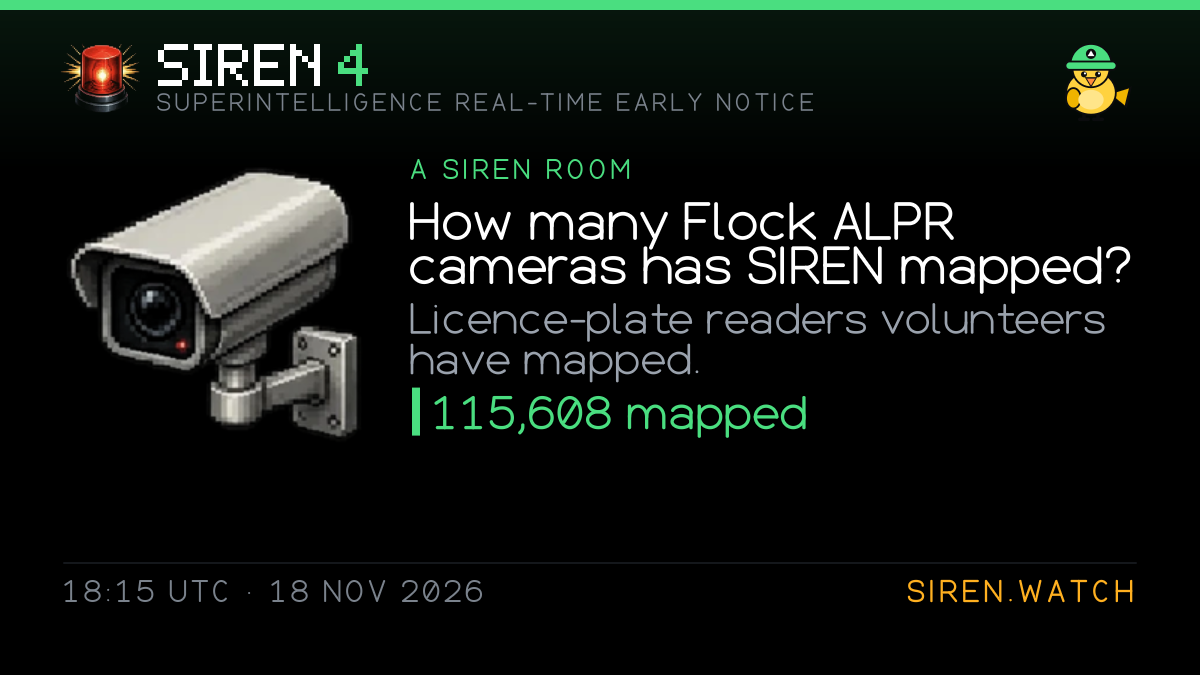 SIREN 4
SUPERINTELLIGENCE REAL-TIME EARLY NOTICE
A SIREN ROOM
How many Flock ALPR
cameras has SIREN mapped?
Licence-plate readers volunteers
have mapped.
115,608 mapped
18:15 UTC · 18 NOV 2026
SIREN.WATCH